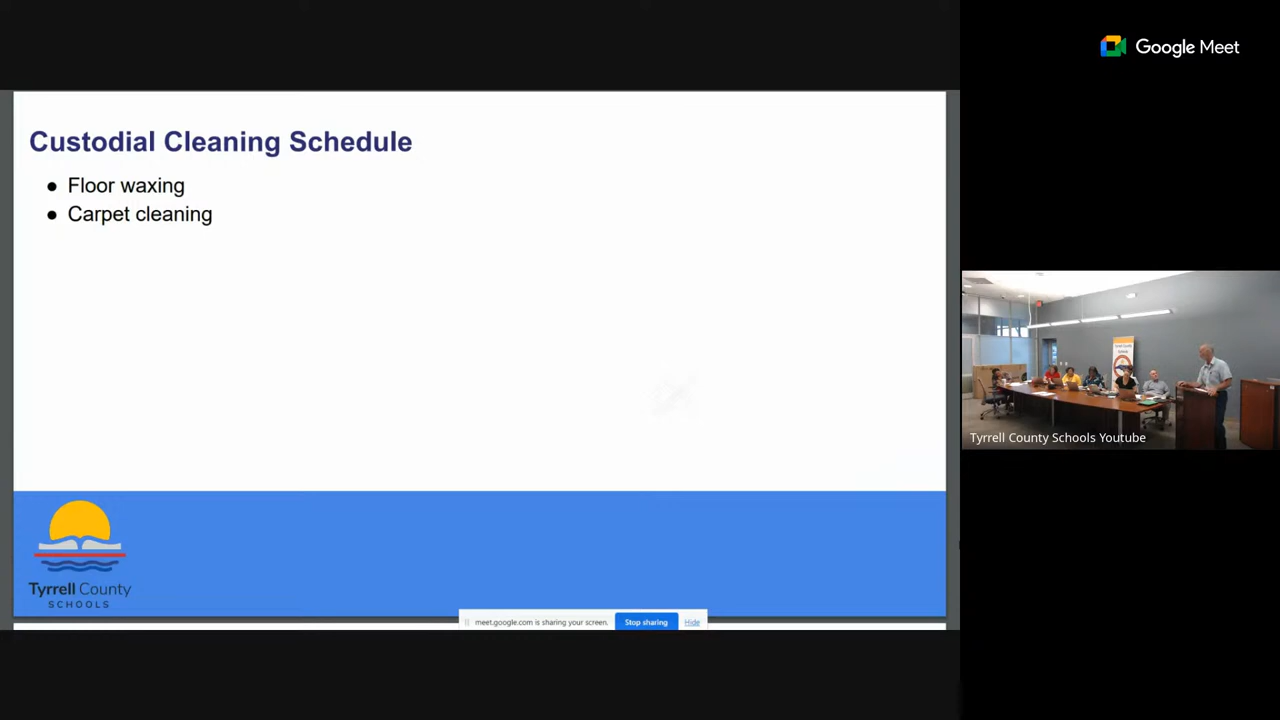 Google Meet
Custodial Cleaning Schedule
● Floor waxing
● Carpet cleaning
Tyrrell County Schools Youtube
Tyrrell County
SCHOOLS
meet.google.com is sharing your screen.
Stop sharing
Hide